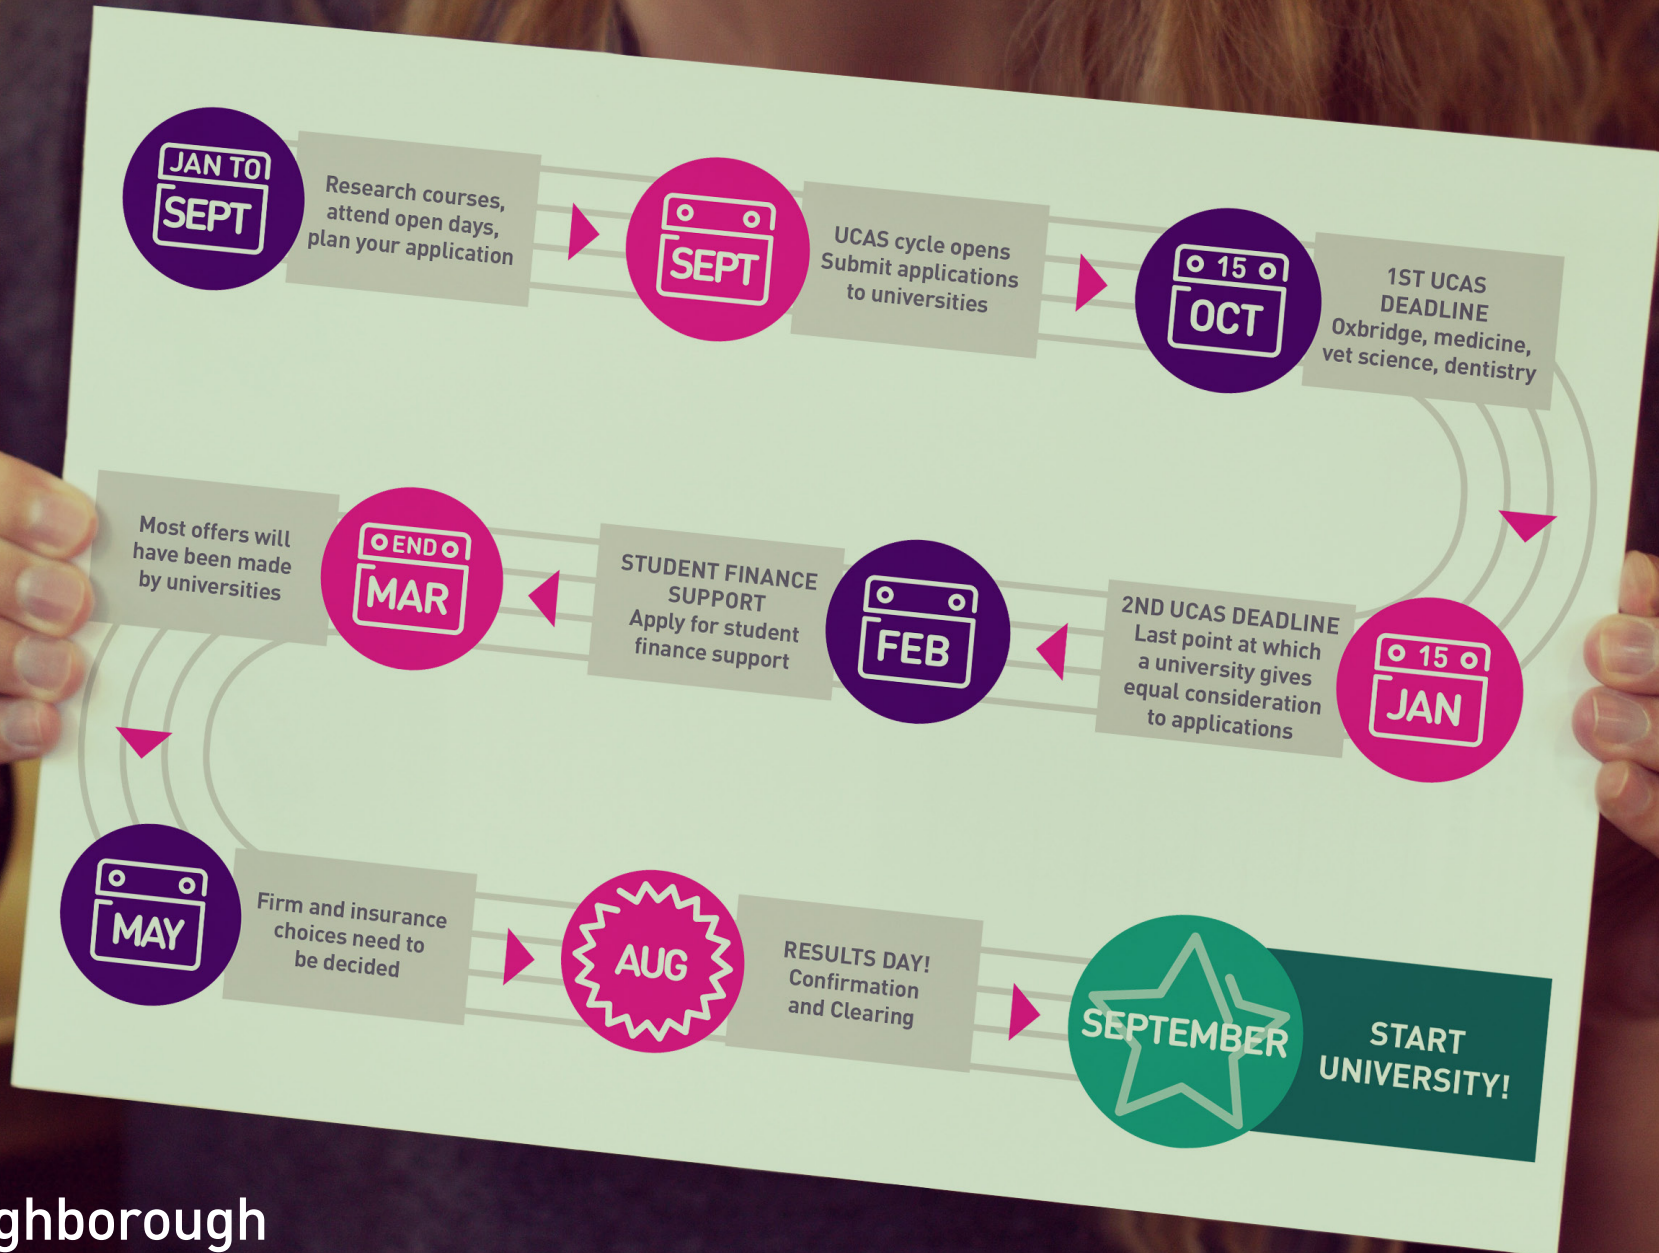 JAN TO
SEPT
Research courses,
attend open days,
plan your application
SEPT
UCAS cycle opens
Submit applications
to universities
15
OCT
1ST UCAS
DEADLINE
Oxbridge, medicine,
vet science, dentistry
15
JAN
2ND UCAS DEADLINE
Last point at which
a university gives
equal consideration
to applications
FEB
STUDENT FINANCE
SUPPORT
Apply for student
finance support
END
MAR
Most offers will
have been made
by universities
MAY
Firm and insurance
choices need to
be decided
AUG
RESULTS DAY!
Confirmation
and Clearing
SEPTEMBER
START
UNIVERSITY!
ghborough